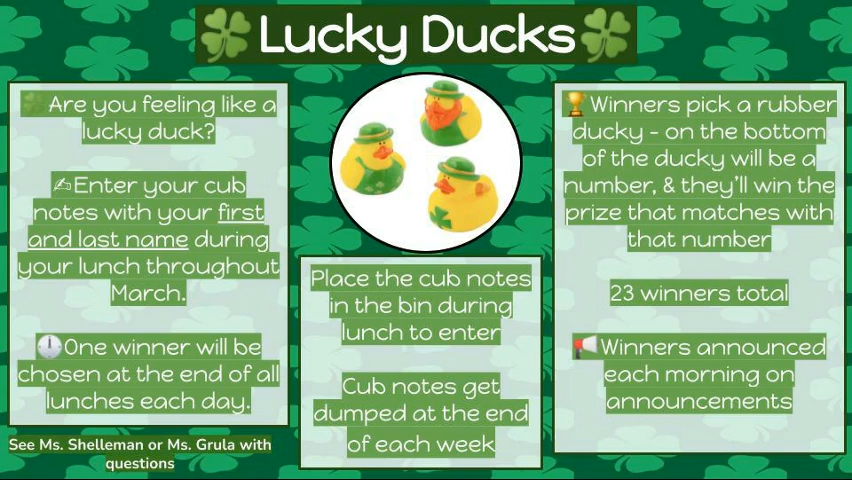 Lucky Ducks
Are you feeling like a
lucky duck?
Enter your cub
notes with your first
and last name during
your lunch throughout
March.
One winner will be
chosen at the end of all
lunches each day.
See Ms. Shelleman or Ms. Grula with
questions
Place the cub notes
in the bin during
lunch to enter
Cub notes get
dumped at the end
of each week
Winners pick a rubber
ducky - on the bottom
of the ducky will be a
number, & they'll win the
prize that matches with
that number
23 winners total
Winners announced
each morning on
announcements